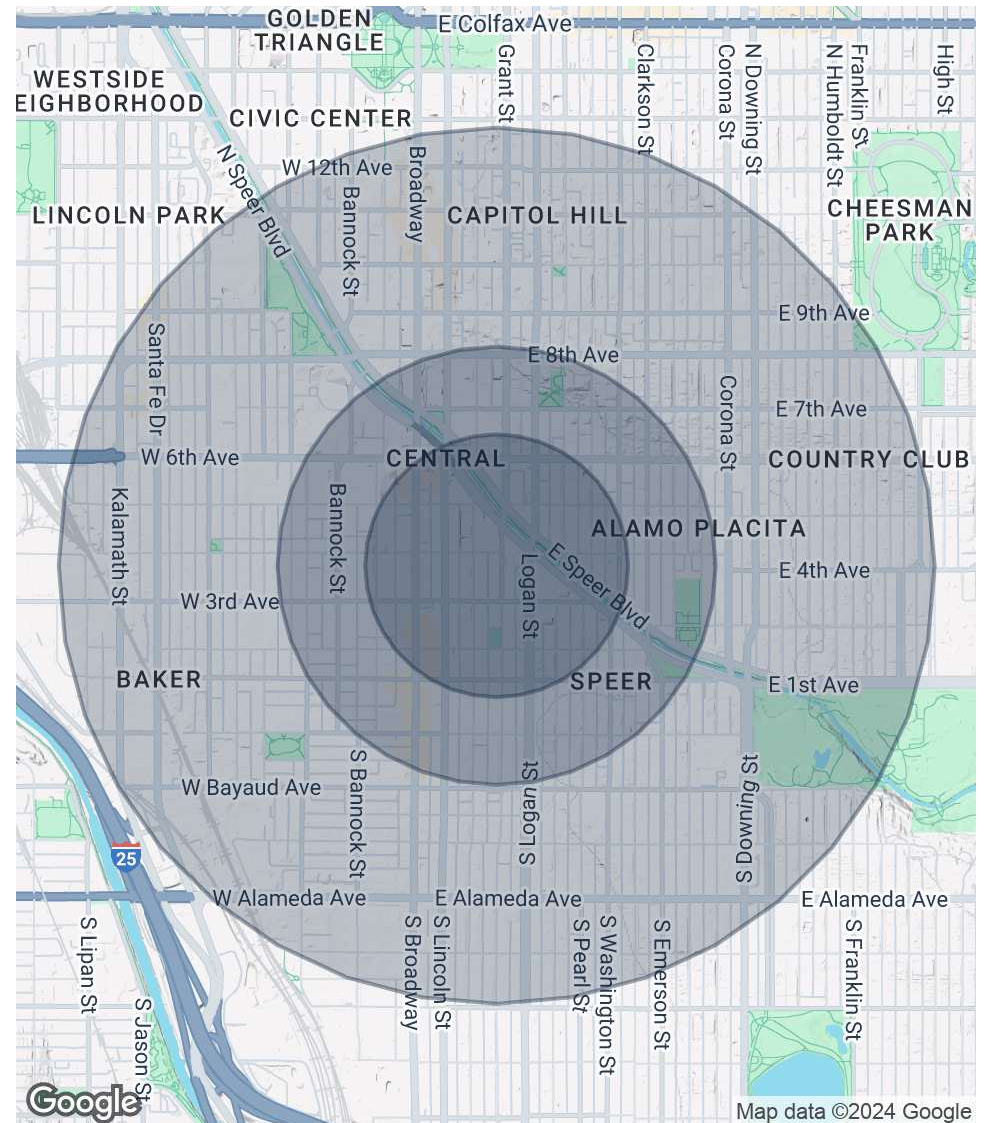 GOLDEN
TRIANGLE
E Colfax Ave
WESTSIDE
EIGHBORHOOD
CIVIC CENTER
Grant St
Clarkson St
Corona St
N Downing St
N Humboldt St
Franklin St
High St
N Speer Blvd
W 12th Ave
Broadway
Bannock St
LINCOLN PARK
CAPITOL HILL
CHEESMAN
PARK
E 9th Ave
Santa Fe Dr
E 8th Ave
Corona St
E 7th Ave
W 6th Ave
CENTRAL
COUNTRY CLUB
Kalamath St
Bannock St
ALAMO PLACITA
Logan St
E Speer Blvd
E 4th Ave
W 3rd Ave
BAKER
SPEER
E 1st Ave
W Bayaud Ave
S Bannock St
S Logan St
S Downing St
25
W Alameda Ave
E Alameda Ave
E Alameda Ave
S Lipan St
S Jason St
S Broadway
S Lincoln St
S Pearl St
S Washington St
S Emerson St
S Franklin St
Google
Map data ©2024 Google